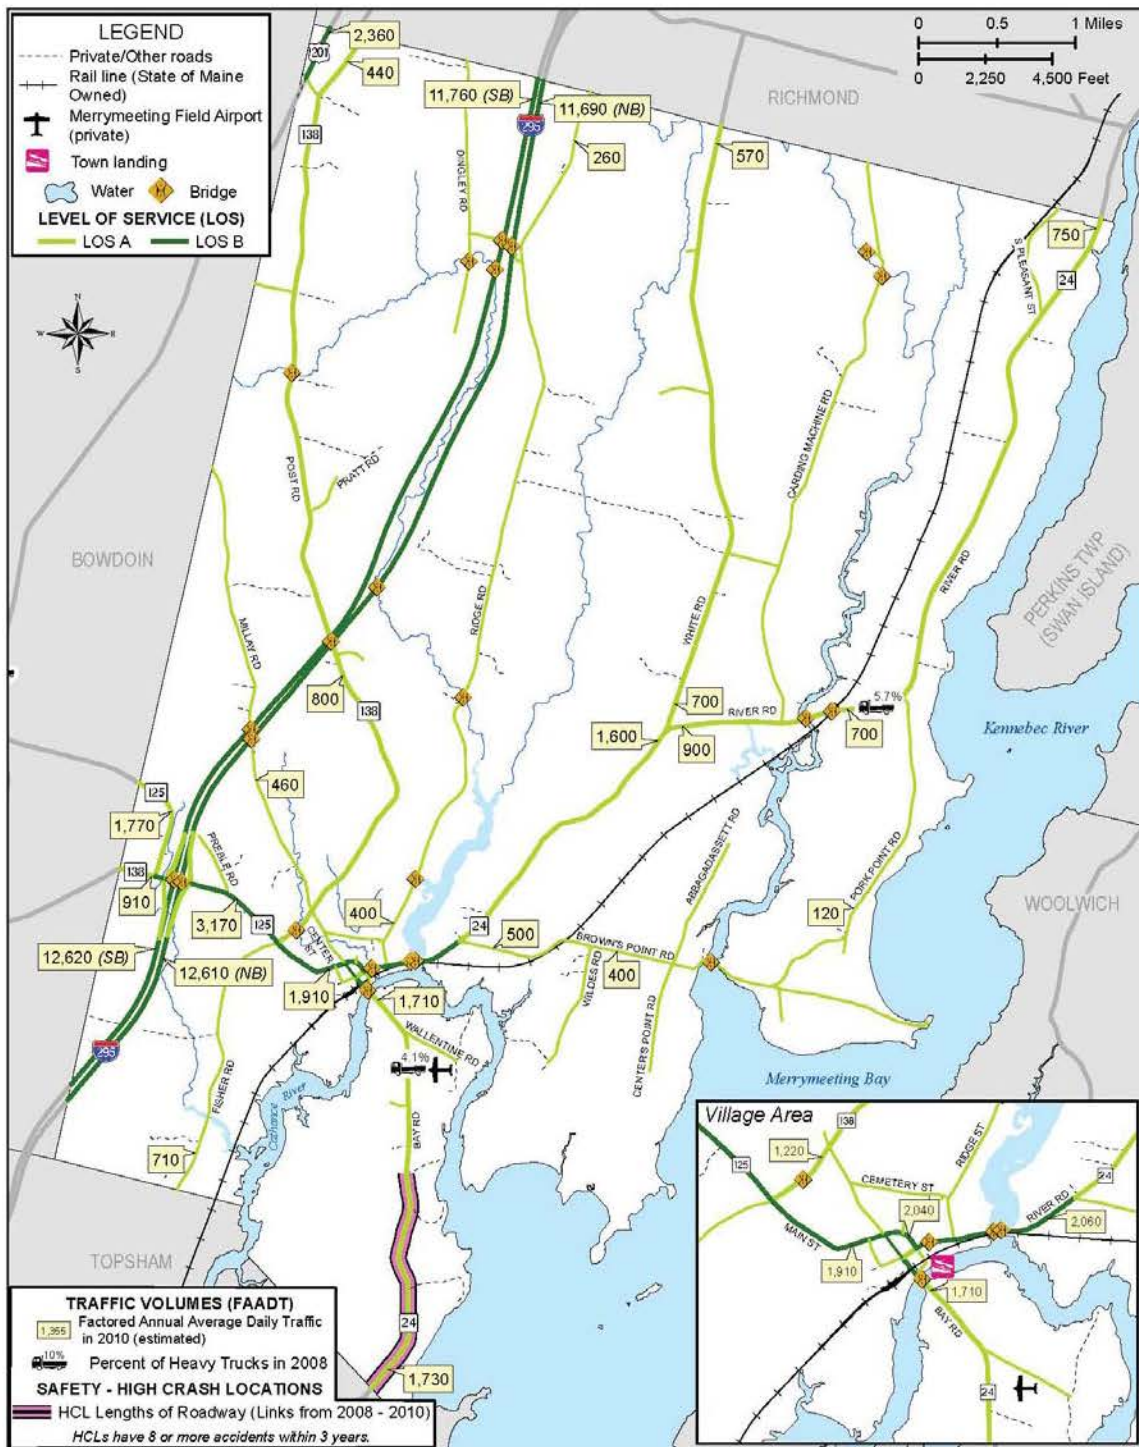 LEGEND
Private/Other roads
Rail line (State of Maine
Owned)
Merrymeeting Field Airport
(private)
Town landing
Water
Bridge
LEVEL OF SERVICE (LOS)
LOS A
LOS B
0 0.5 1 Miles
0 2,250 4,500 Feet
N
W
S
RICHMOND
BOWDOIN
TOPSHAM
WOOLWICH
PERKINS TWP
(SWAN ISLAND)
201
2,360
440
138
11,760 (SB)
11,690 (NB)
295
260
570
750
24
DINGLEY RD
S PLEASANT ST
POST RD
PRATT RD
CARDING MACHINE RD
RIVER RD
MILLAY RD
RIDGE RD
WHITE RD
800
138
700
RIVER RD
5.7%
1,600
900
700
Kennebec River
460
125
1,770
138
910
PREBLE RD
3,170
125
400
CENTER ST
24
500
ABBAGADASSETT RD
PORK POINT RD
120
BROWN'S POINT RD
400
WILDES RD
CENTERS POINT RD
12,620 (SB)
12,610 (NB)
1,910
1,710
WALLENTINE RD
4.1%
295
FISHER RD
Cathance River
BAY RD
710
Merrymeeting Bay
24
1,730
Village Area
138
125
1,220
RIDGE ST
CEMETERY ST
24
2,040
RIVER RD
2,060
MAIN ST
1,910
1,710
BAY RD
24
TRAFFIC VOLUMES (FAADT)
Factored Annual Average Daily Traffic
in 2010 (estimated)
10%
Percent of Heavy Trucks in 2008
SAFETY - HIGH CRASH LOCATIONS
HCL Lengths of Roadway (Links from 2008 - 2010)
HCLs have 8 or more accidents within 3 years.